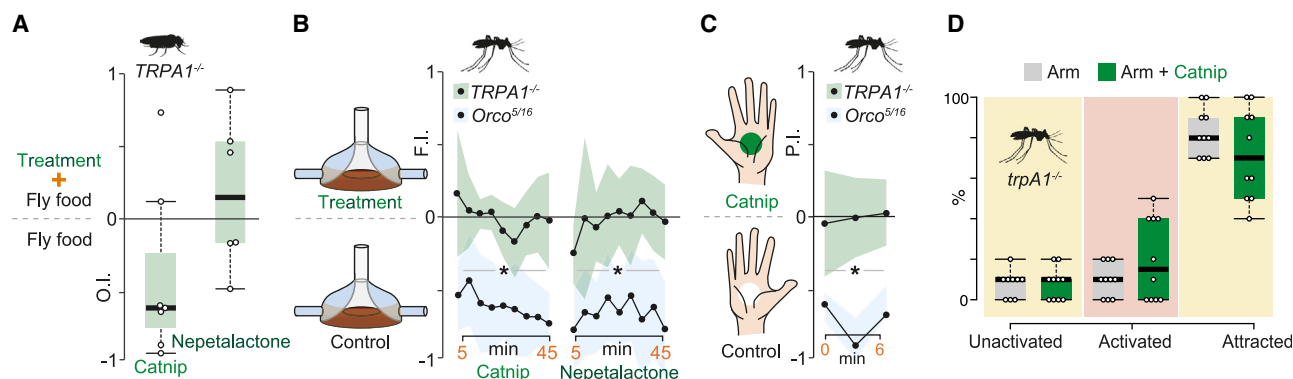 A
TRPA1-/-
1
Treatment
+
Fly food
0
Fly food
O.I.
Nepetalactone
-1
Catnip
B
1
TRPA1-/-
Orco5/16
F.I.
Treatment
0
*
*
Control
-1
5 min 45
5 min 45
Catnip
Nepetalactone
C
1
TRPA1-/-
Orco5/16
P.I.
Catnip
0
*
Control
-1
0 min 6
D
Arm
Arm + Catnip
100
trpA1-/-
%
0
Unactivated
Activated
Attracted